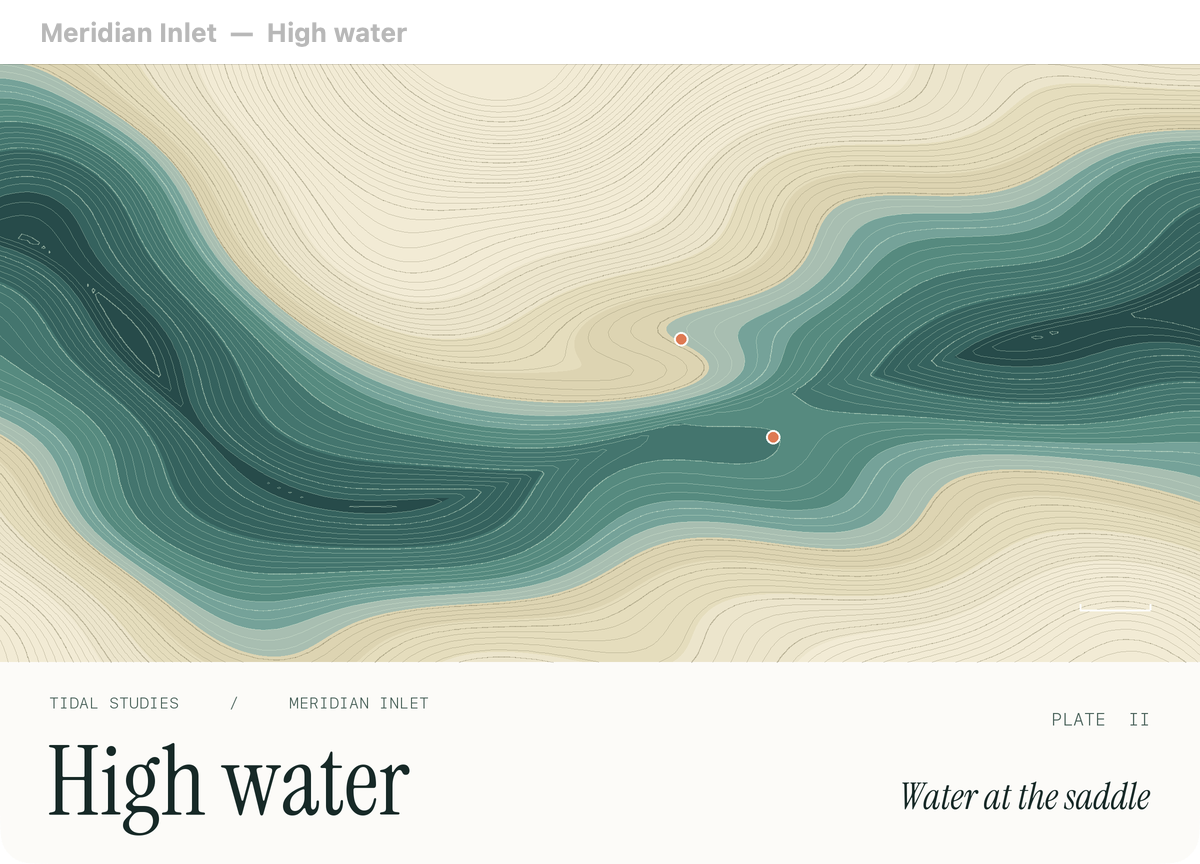 Meridian Inlet — High water
TIDAL STUDIES / MERIDIAN INLET
High water
PLATE II
Water at the saddle